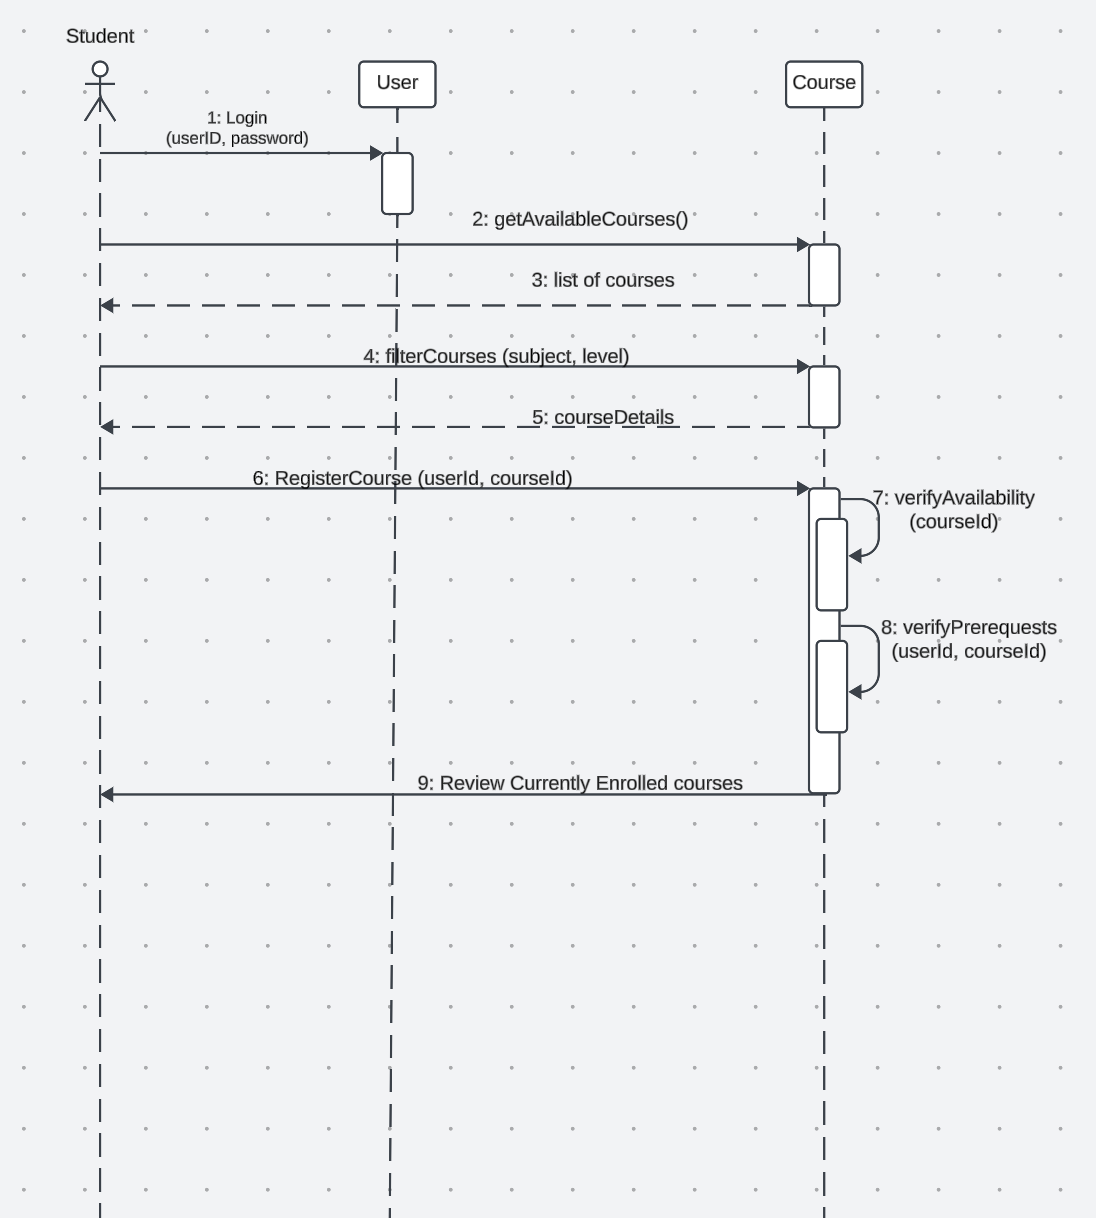 Student
User
Course
1: Login
(userID, password)
2: getAvailableCourses()
3: list of courses
4: filterCourses (subject, level)
5: courseDetails
6: RegisterCourse (userId, courseId)
7: verifyAvailability
(courseId)
8: verifyPrerequests
(userId, courseId)
9: Review Currently Enrolled courses